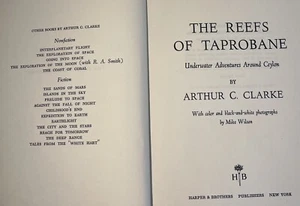 OTHER BOOKS BY ARTHUR C. CLARKE
Nonfiction
INTERPLANETARY FLIGHT
THE EXPLORATION OF SPACE
GOING INTO SPACE
THE EXPLORATION OF THE MOON (with R. A. Smith)
THE COAST OF CORAL
Fiction
THE SANDS OF MARS
ISLANDS IN THE SKY
PRELUDE TO SPACE
AGAINST THE FALL OF NIGHT
CHILDHOOD'S END
EXPEDITION TO EARTH
EARTHLIGHT
THE CITY AND THE STARS
REACH FOR TOMORROW
THE DEEP RANGE
TALES FROM THE "WHITE HART"
THE REEFS
OF TAPROBANE
Underwater Adventures Around Ceylon
BY
ARTHUR C. CLARKE
With color and black-and-white photographs
by Mike Wilson
H B
HARPER & BROTHERS PUBLISHERS NEW YORK